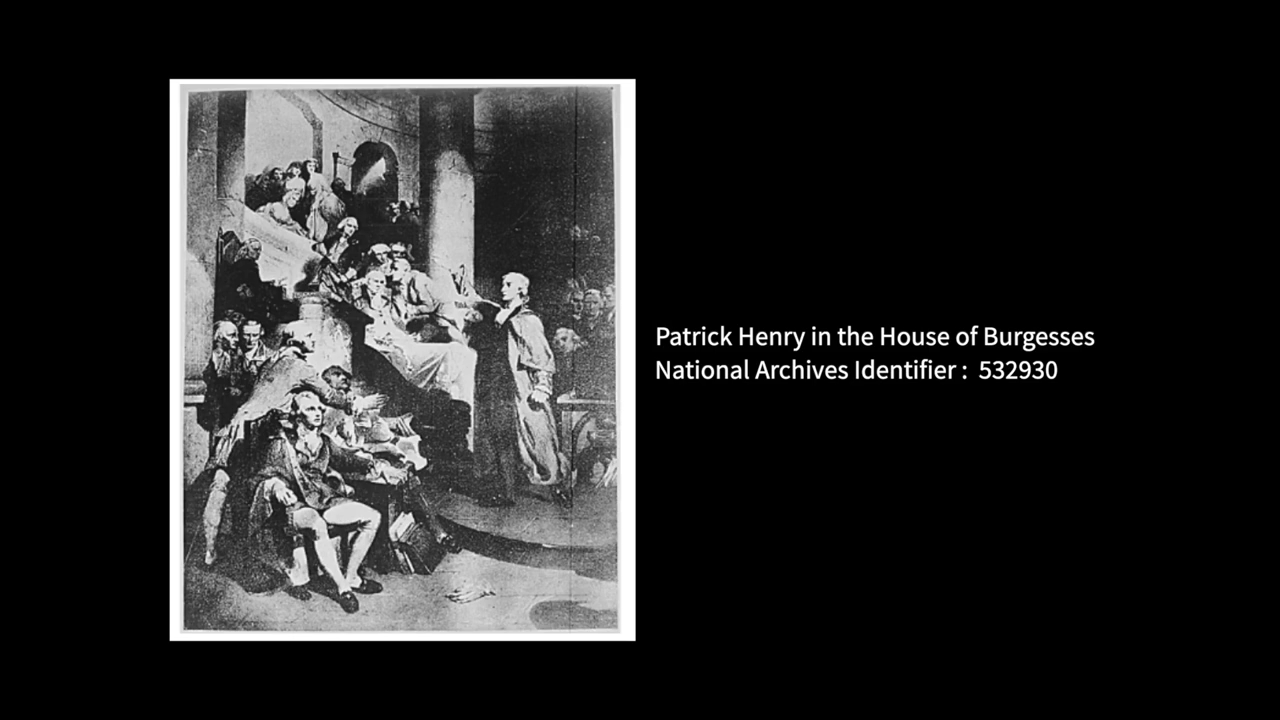 Patrick Henry in the House of Burgesses
National Archives Identifier :  532930